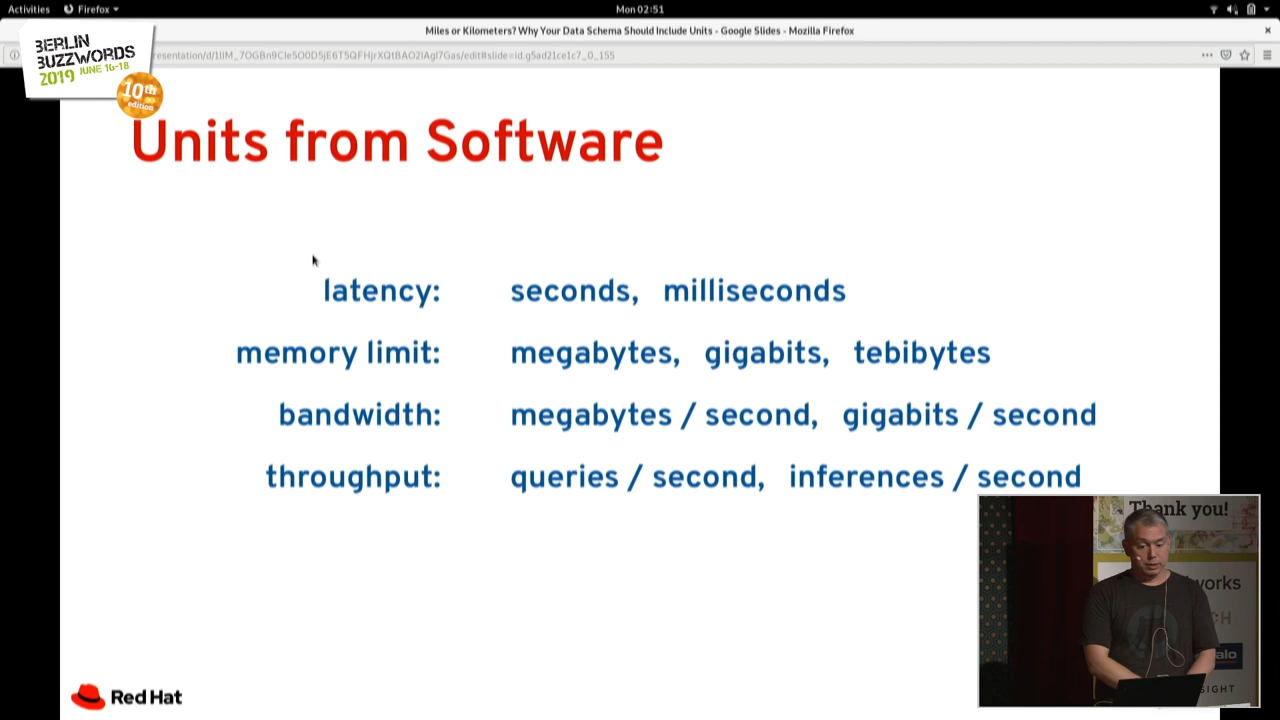 Activities
Firefox
Mon 02:51
Miles or Kilometers? Why Your Data Schema Should Include Units - Google Slides - Mozilla Firefox
BERLIN
BUZZWORDS
2019 JUNE 16-18
10th
edition
Units from Software
latency: seconds, milliseconds
memory limit: megabytes, gigabits, tebibytes
bandwidth: megabytes / second, gigabits / second
throughput: queries / second, inferences / second
Thank you!
Red Hat